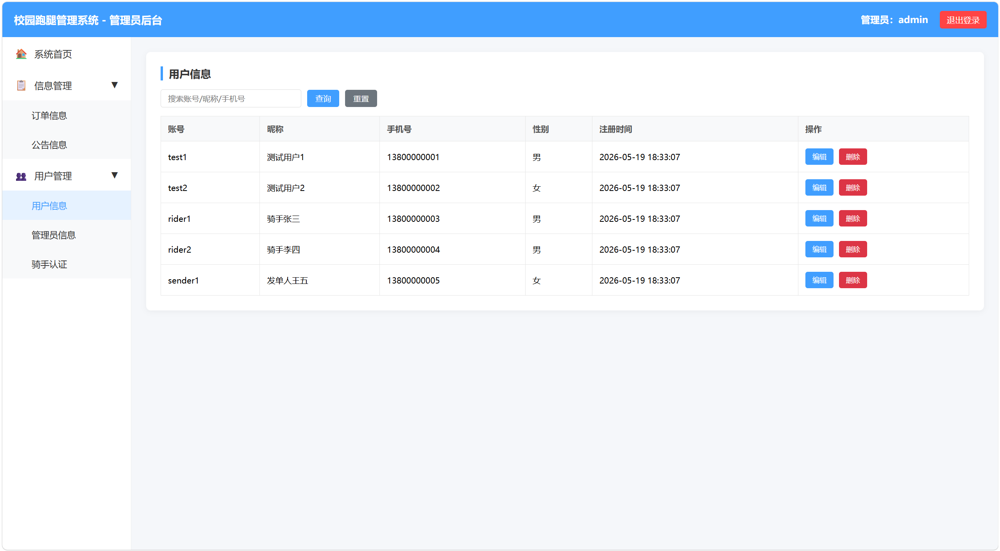 校园跑腿管理系统 - 管理员后台
管理员：admin
退出登录
系统首页
信息管理 ▼
订单信息
公告信息
用户管理 ▼
用户信息
管理员信息
骑手认证
用户信息
搜索账号/昵称/手机号 查询 重置
账号 昵称 手机号 性别 注册时间 操作
test1 测试用户1 13800000001 男 2026-05-19 18:33:07 编辑 删除
test2 测试用户2 13800000002 女 2026-05-19 18:33:07 编辑 删除
rider1 骑手张三 13800000003 男 2026-05-19 18:33:07 编辑 删除
rider2 骑手李四 13800000004 男 2026-05-19 18:33:07 编辑 删除
sender1 发单人王五 13800000005 女 2026-05-19 18:33:07 编辑 删除